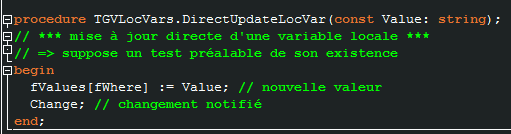 procedure TGVLocVars.DirectUpdateLocVar(const Value: string);
// *** mise à jour directe d'une variable locale ***
// => suppose un test préalable de son existence
begin
fValues[fWhere] := Value; // nouvelle valeur
Change; // changement notifié
end;